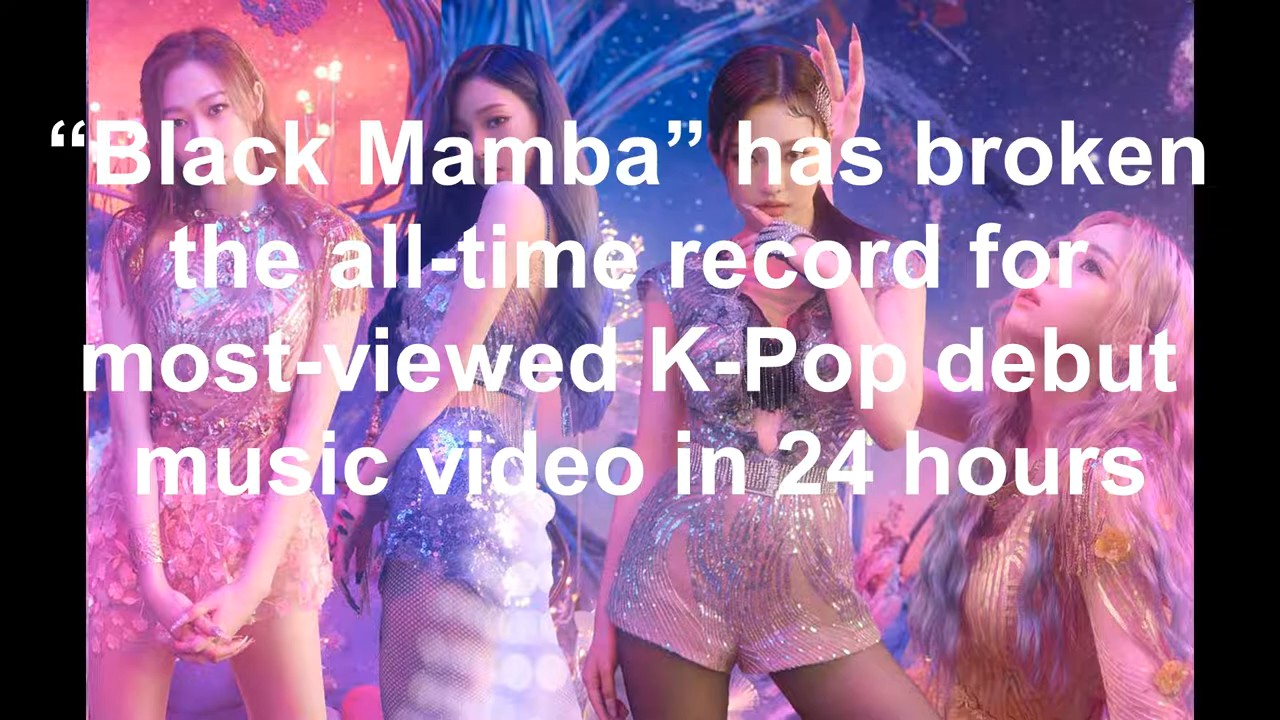 “Black Mamba” has broken
the all-time record for
most-viewed K-Pop debut
music video in 24 hours